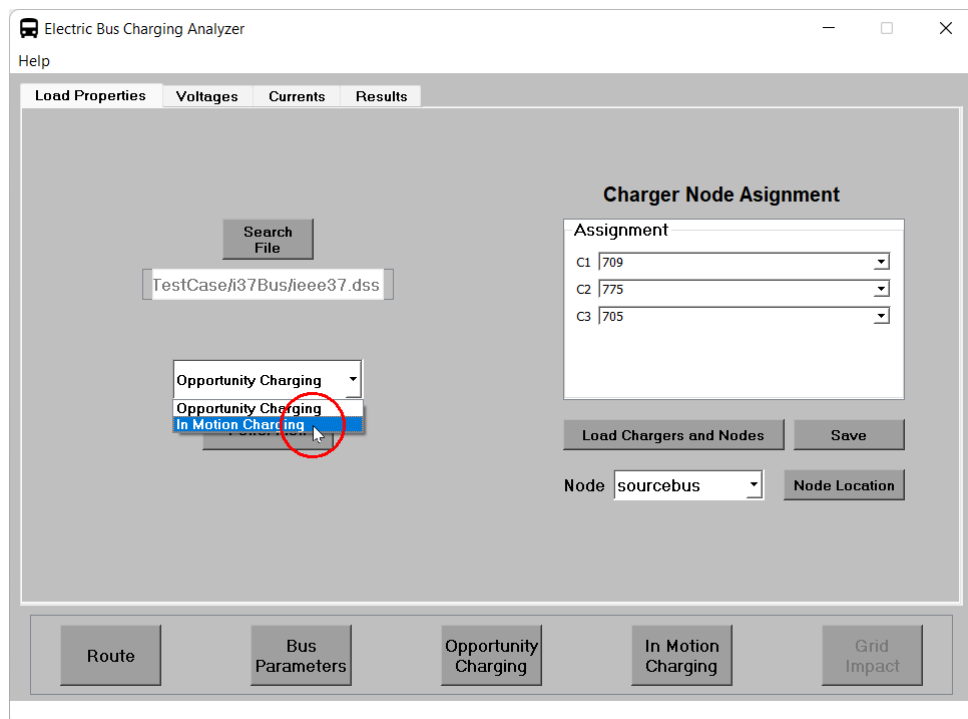 Electric Bus Charging Analyzer
Help
Load Properties Voltages Currents Results
Charger Node Asignment
Search
File
TestCase/i37Bus/ieee37.dss
Assignment
C1 709
C2 775
C3 705
Opportunity Charging
Opportunity Charging
In Motion Charging
Load Chargers and Nodes Save
Node sourcebus Node Location
Route
Bus
Parameters
Opportunity
Charging
In Motion
Charging
Grid
Impact